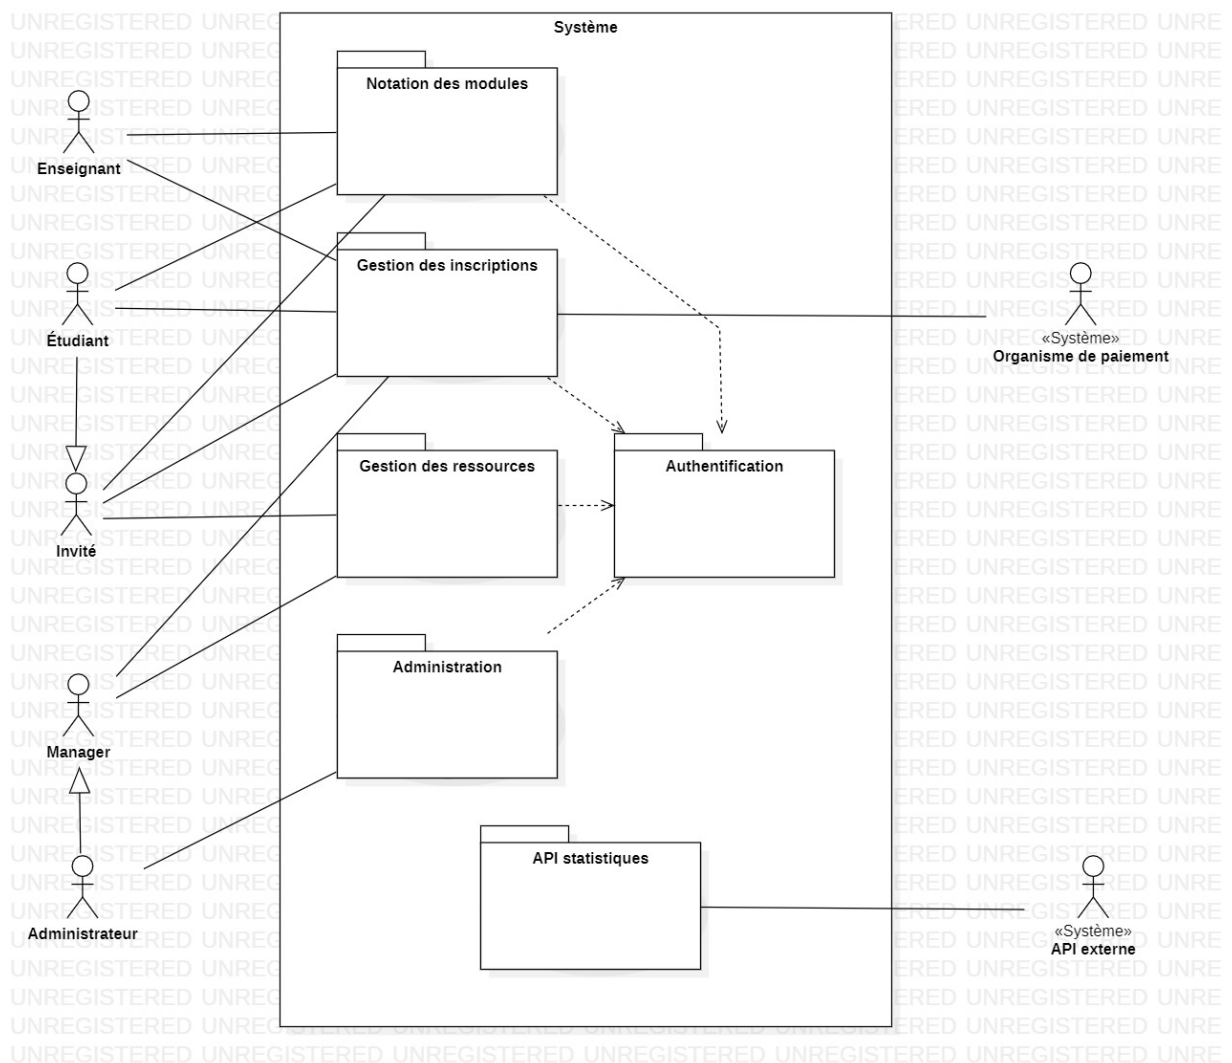 Système
Notation des modules
Enseignant
Gestion des inscriptions
Étudiant
«Système»
Organisme de paiement
Gestion des ressources
Authentification
Invité
Administration
Manager
API statistiques
Administrateur
«Système»
API externe
UNREGISTERED